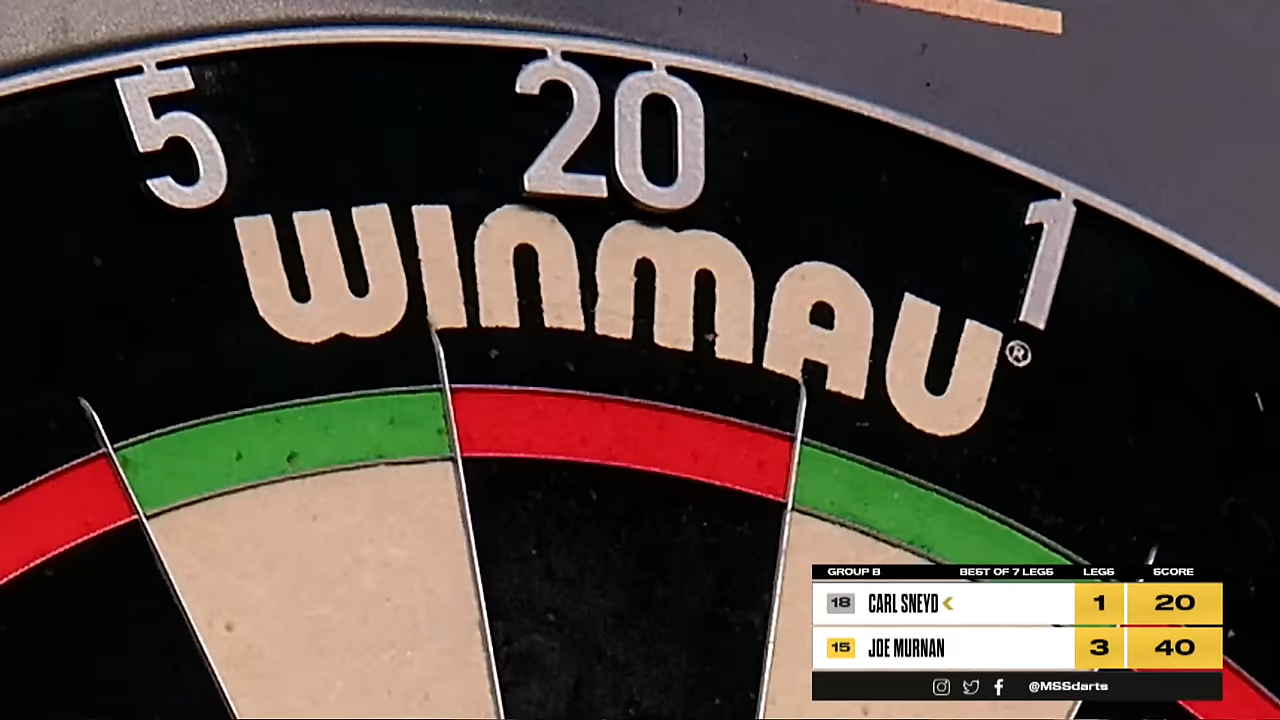 5 20 1
WINMAU®
GROUP B BEST OF 7 LEGS LEGS SCORE
18 CARL SNEYD 1 20
15 JOE MURNAN 3 40
@MSSdarts